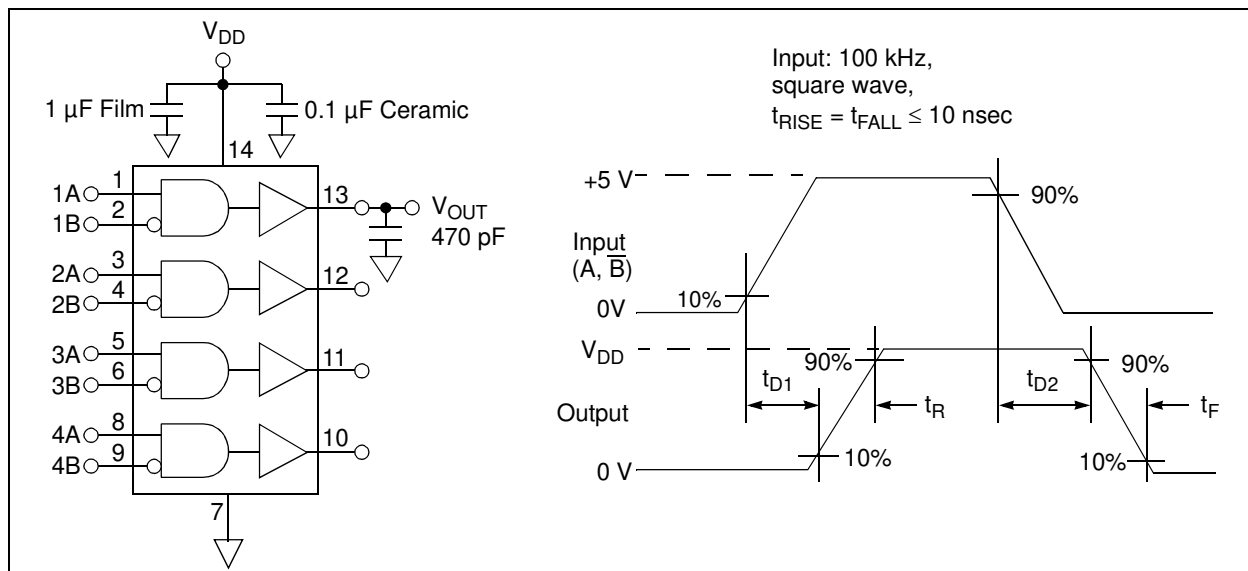 V_DD
1 µF Film
0.1 µF Ceramic
14
1A
1
1B
2
13
V_OUT
470 pF
2A
3
2B
4
12
3A
5
3B
6
11
4A
8
4B
9
10
7
Input: 100 kHz,
square wave,
t_RISE = t_FALL ≤ 10 nsec
+5 V
90%
Input
(A, B̅)
10%
0V
V_DD
90%
90%
t_D1
t_R
t_D2
t_F
Output
10%
10%
0 V